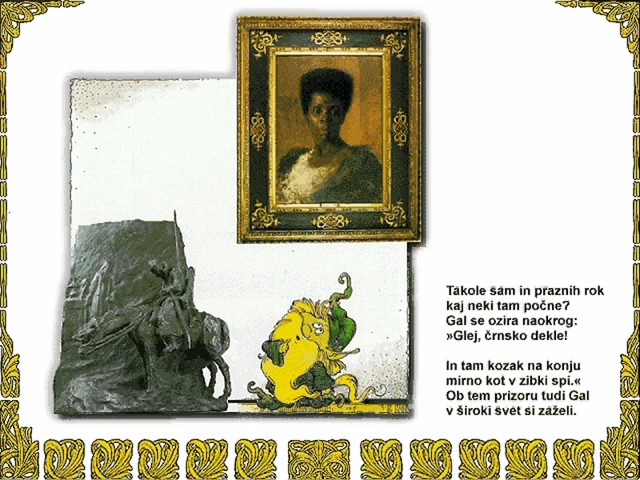 Takole sam in praznih rok
kaj neki tam počne?
Gal se ozira naokrog:
»Glej, črnsko dekle!
In tam kozak na konju
mirno kot v zibki spi.«
Ob tem prizoru tudi Gal
v široki svet si zaželi.